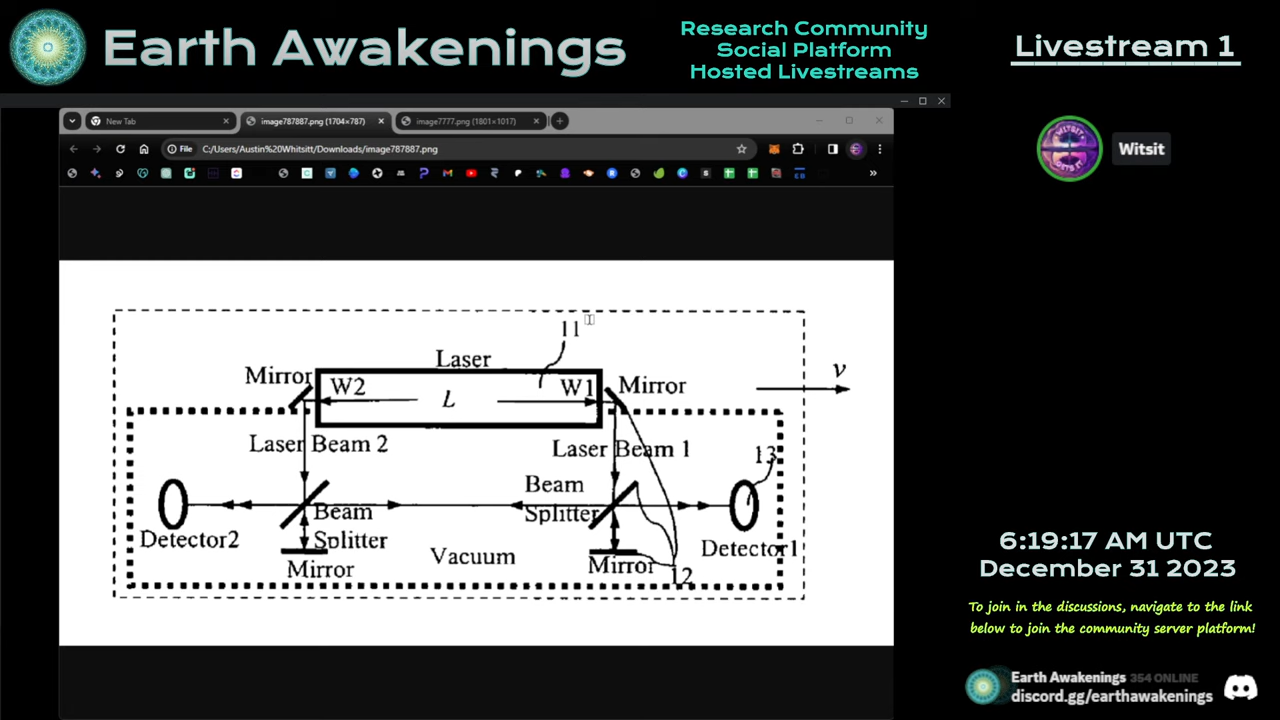 Earth Awakenings
Research Community
Social Platform
Hosted Livestreams
Livestream 1
Witsit
New Tab
image787887.png (1704×787)
image7777.png (1801×1017)
File
C:/Users/Austin%20Whitsitt/Downloads/image787887.png
11
Laser
Mirror
W2
L
W1
Mirror
v
Laser Beam 2
Laser Beam 1
13
Beam
Splitter
Beam
Splitter
Detector2
Detector1
Vacuum
Mirror
Mirror
12
6:19:17 AM UTC
December 31 2023
To join in the discussions, navigate to the link
below to join the community server platform!
Earth Awakenings 354 ONLINE
discord.gg/earthawakenings